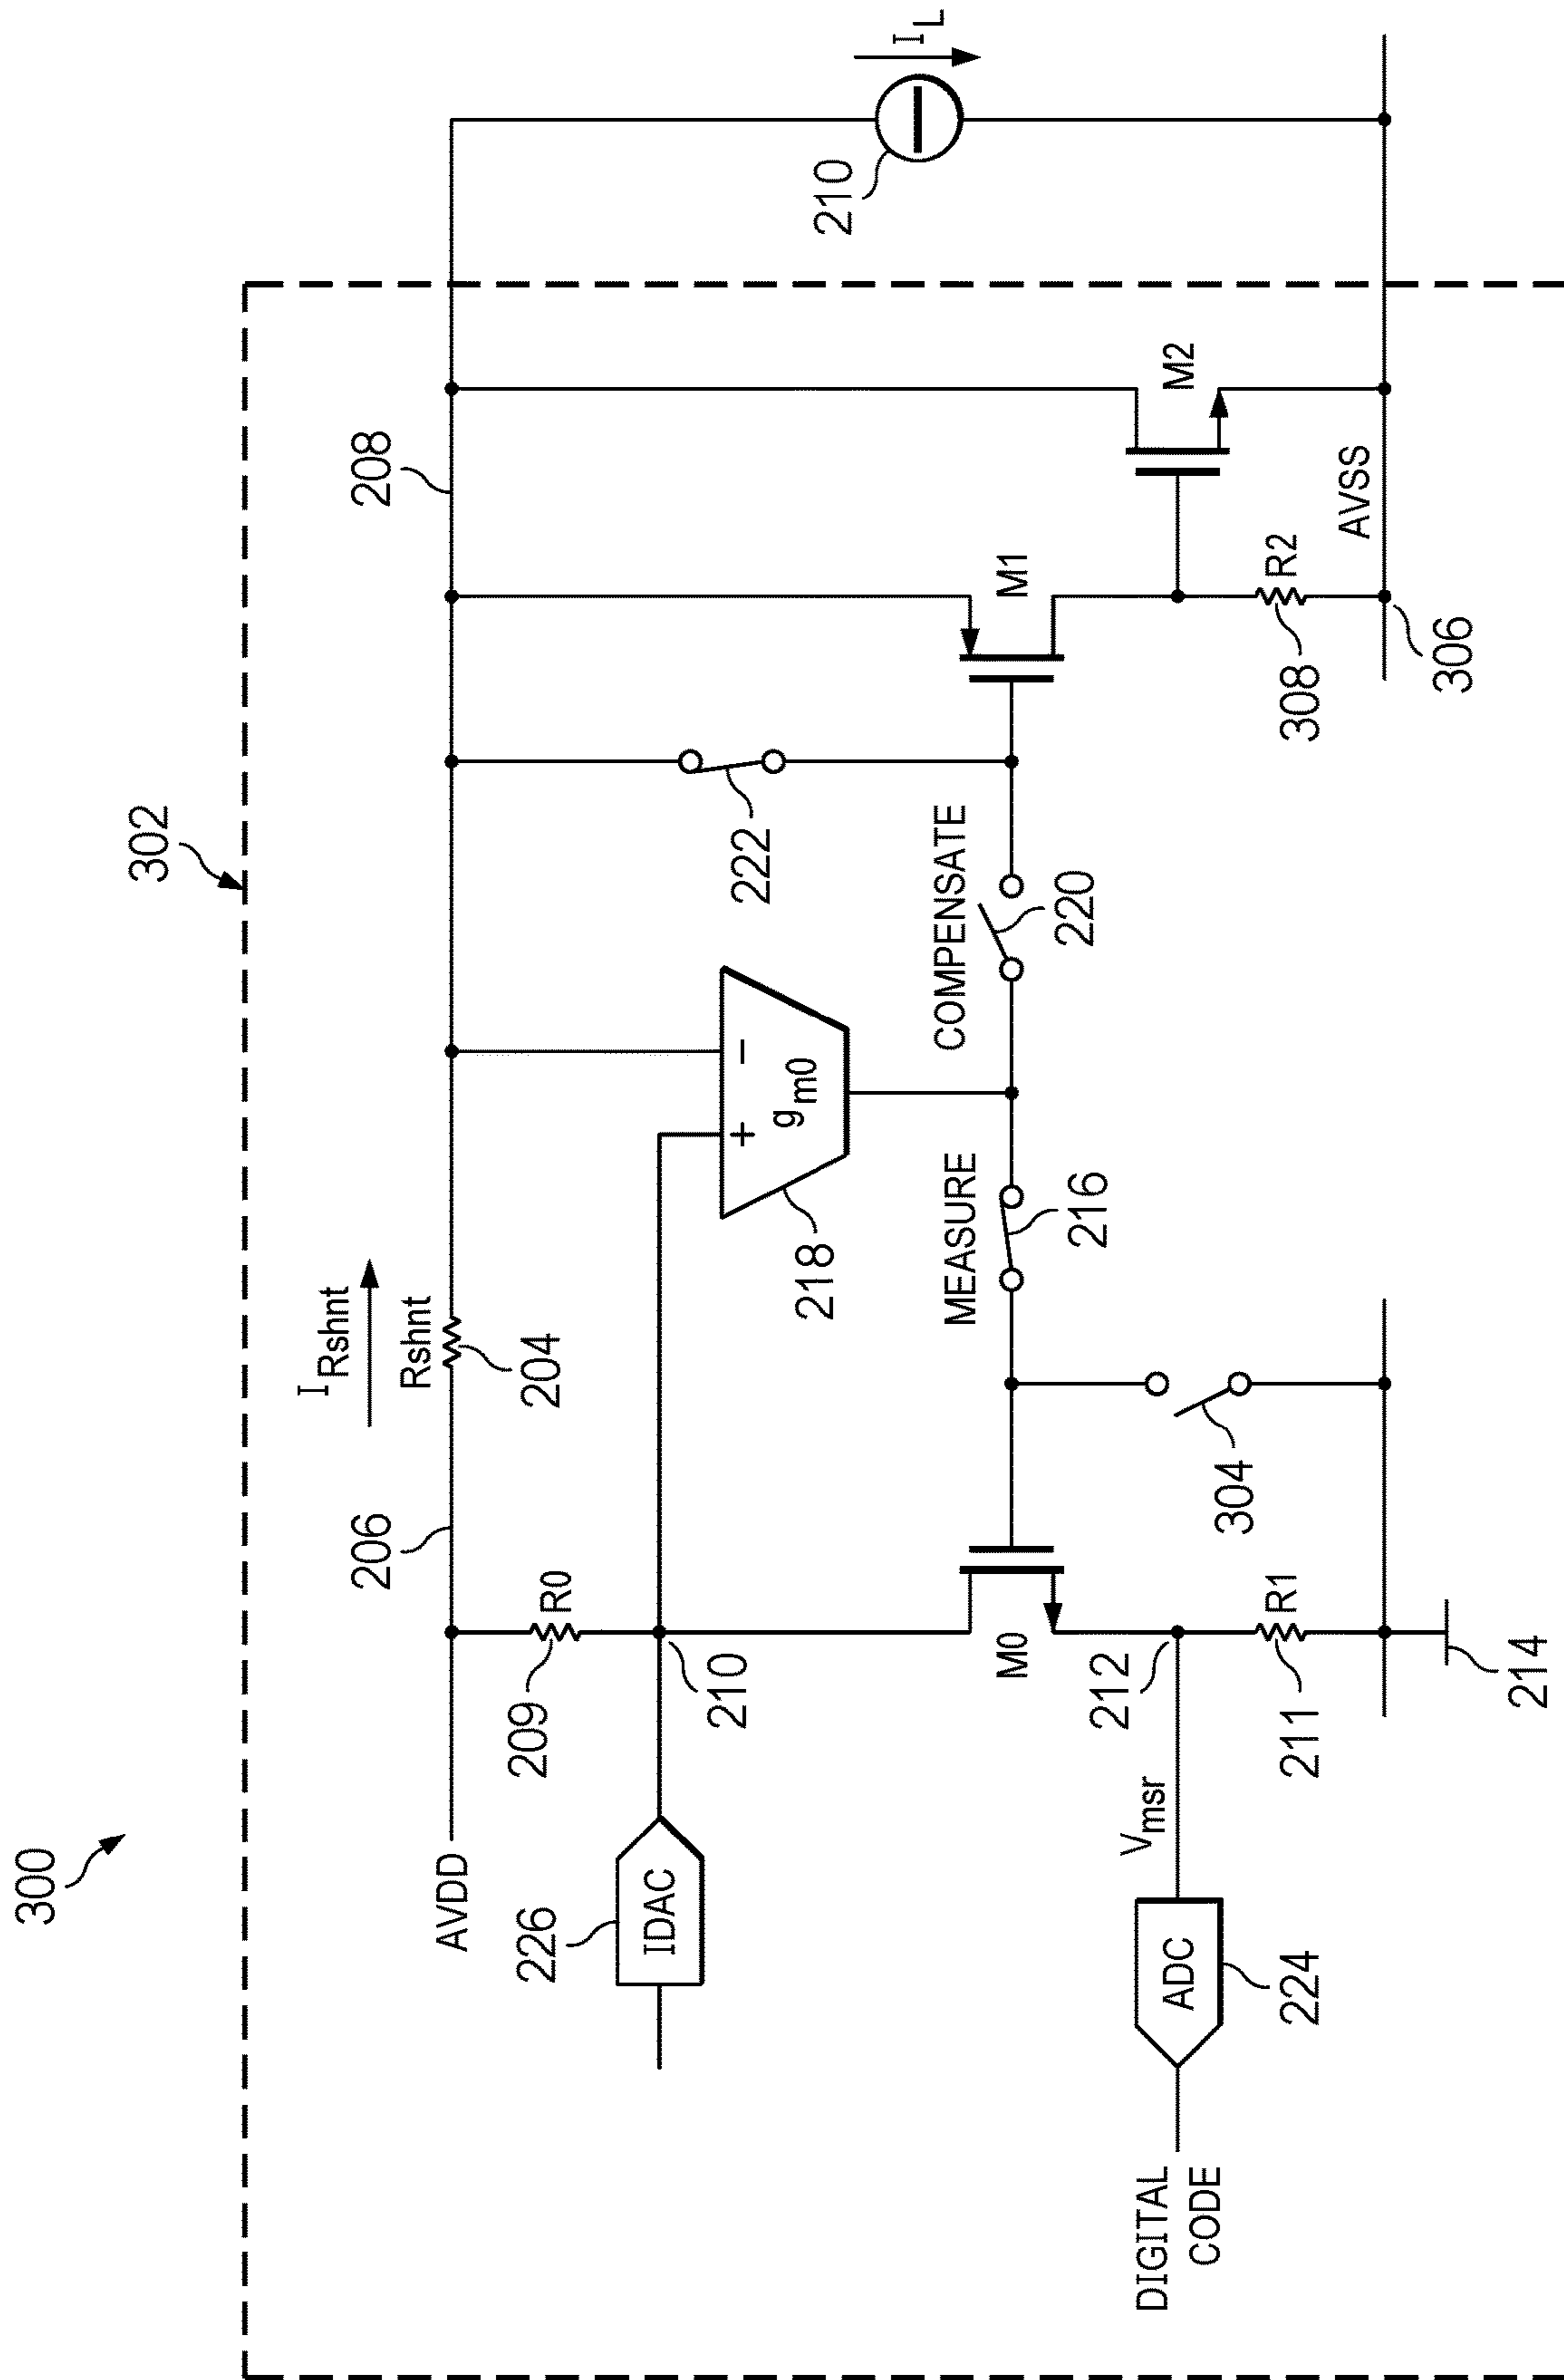 300
302
I_Rshnt
Rshnt
204
206
208
AVDD
R0
209
210
226
IDAC
+
−
g_m0
218
222
I_L
210
MEASURE
216
COMPENSATE
220
M0
M1
M2
304
212
V_msr
ADC
224
DIGITAL
CODE
R1
211
214
R2
308
AVSS
306